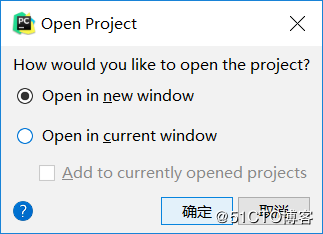 PC
Open Project
How would you like to open the project?
Open in new window
Open in current window
Add to currently opened projects
? 确定 取消
@51CTO博客